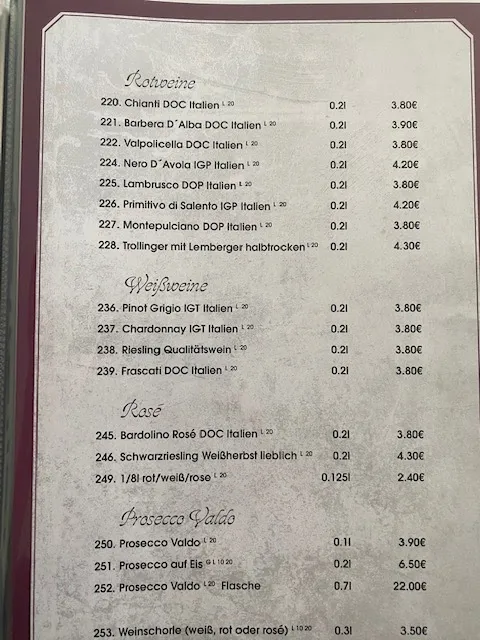 Rotweine
220. Chianti DOC Italien L 20 0.2l 3.80€
221. Barbera D´Alba DOC Italien L 20 0.2l 3.90€
222. Valpolicella DOC Italien L 20 0.2l 3.80€
224. Nero D´Avola IGP Italien L 20 0.2l 4.20€
225. Lambrusco DOP Italien L 20 0.2l 3.80€
226. Primitivo di Salento IGP Italien L 20 0.2l 4.20€
227. Montepulciano DOP Italien L 20 0.2l 3.80€
228. Trollinger mit Lemberger halbtrocken L 20 0.2l 4.30€
Weißweine
236. Pinot Grigio IGT Italien L 20 0.2l 3.80€
237. Chardonnay IGT Italien L 20 0.2l 3.80€
238. Riesling Qualitätswein L 20 0.2l 3.80€
239. Frascati DOC Italien L 20 0.2l 3.80€
Rosé
245. Bardolino Rosé DOC Italien L 20 0.2l 3.80€
246. Schwarzriesling Weißherbst lieblich L 20 0.2l 4.30€
249. 1/8l rot/weiß/rose L 20 0.125l 2.40€
Prosecco Valdo
250. Prosecco Valdo L 20 0.1l 3.90€
251. Prosecco auf Eis G L 10 20 0.2l 6.50€
252. Prosecco Valdo L 20 Flasche 0.7l 22.00€
253. Weinschorle (weiß, rot oder rosé) L 10 20 0.3l 3.50€